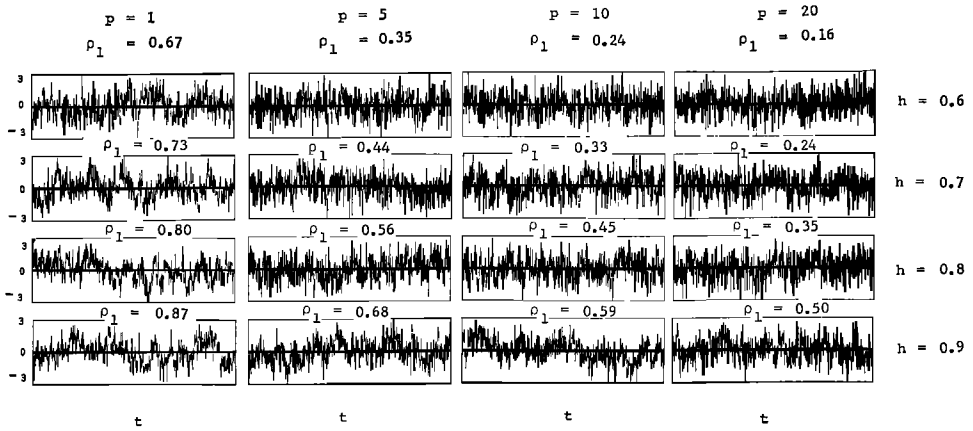 p = 1 p = 5 p = 10 p = 20
ρ1 = 0.67 ρ1 = 0.35 ρ1 = 0.24 ρ1 = 0.16
3
0 h = 0.6
-3
ρ1 = 0.73 ρ1 = 0.44 ρ1 = 0.33 ρ1 = 0.24
3
0 h = 0.7
-3
ρ1 = 0.80 ρ1 = 0.56 ρ1 = 0.45 ρ1 = 0.35
3
0 h = 0.8
-3
ρ1 = 0.87 ρ1 = 0.68 ρ1 = 0.59 ρ1 = 0.50
3
0 h = 0.9
-3
t t t t